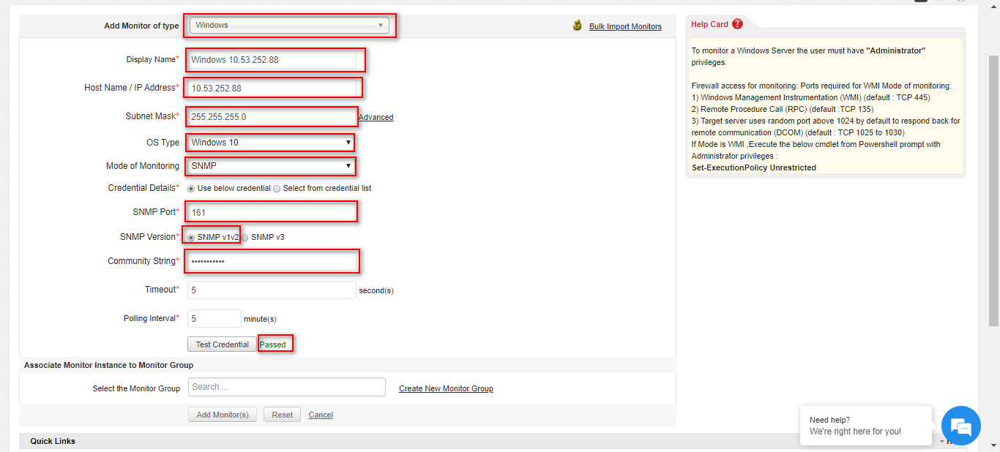 Add Monitor of type Windows Bulk Import Monitors
Display Name* Windows 10.53.252.88
Host Name / IP Address* 10.53.252.88
Subnet Mask* 255.255.255.0 Advanced
OS Type Windows 10
Mode of Monitoring SNMP
Credential Details* Use below credential Select from credential list
SNMP Port* 161
SNMP Version* SNMP v1v2 SNMP v3
Community String* •••••••••••
Timeout* 5 second(s)
Polling Interval* 5 minute(s)
Test Credential Passed
Associate Monitor Instance to Monitor Group
Select the Monitor Group Search.... Create New Monitor Group
Add Monitor(s) Reset Cancel
Quick Links
Help Card ?
To monitor a Windows Server the user must have "Administrator"
privileges.
Firewall access for monitoring: Ports required for WMI Mode of monitoring:
1) Windows Management Instrumentation (WMI) (default : TCP 445)
2) Remote Procedure Call (RPC) (default :TCP 135)
3) Target server uses random port above 1024 by default to respond back for
remote communication (DCOM) (default : TCP 1025 to 1030)
If Mode is WMI ,Execute the below cmdlet from Powershell prompt with
Administrator privileges :
Set-ExecutionPolicy Unrestricted
Need help?
We're right here for you!